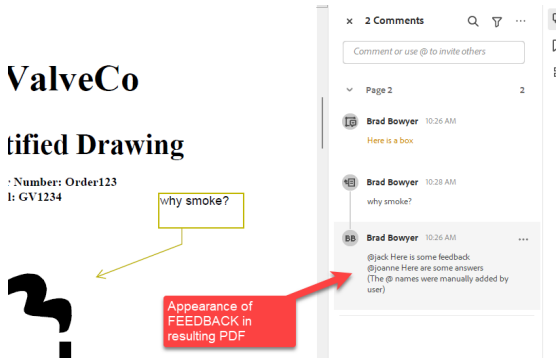 ValveCo
tified Drawing
Number: Order123
l: GV1234
why smoke?
Appearance of
FEEDBACK in
resulting PDF
× 2 Comments
Comment or use @ to invite others
Page 2 2
Brad Bowyer 10:26 AM
Here is a box
Brad Bowyer 10:28 AM
why smoke?
BB Brad Bowyer 10:26 AM ...
@jack Here is some feedback
@joanne Here are some answers
(The @ names were manually added by
user)